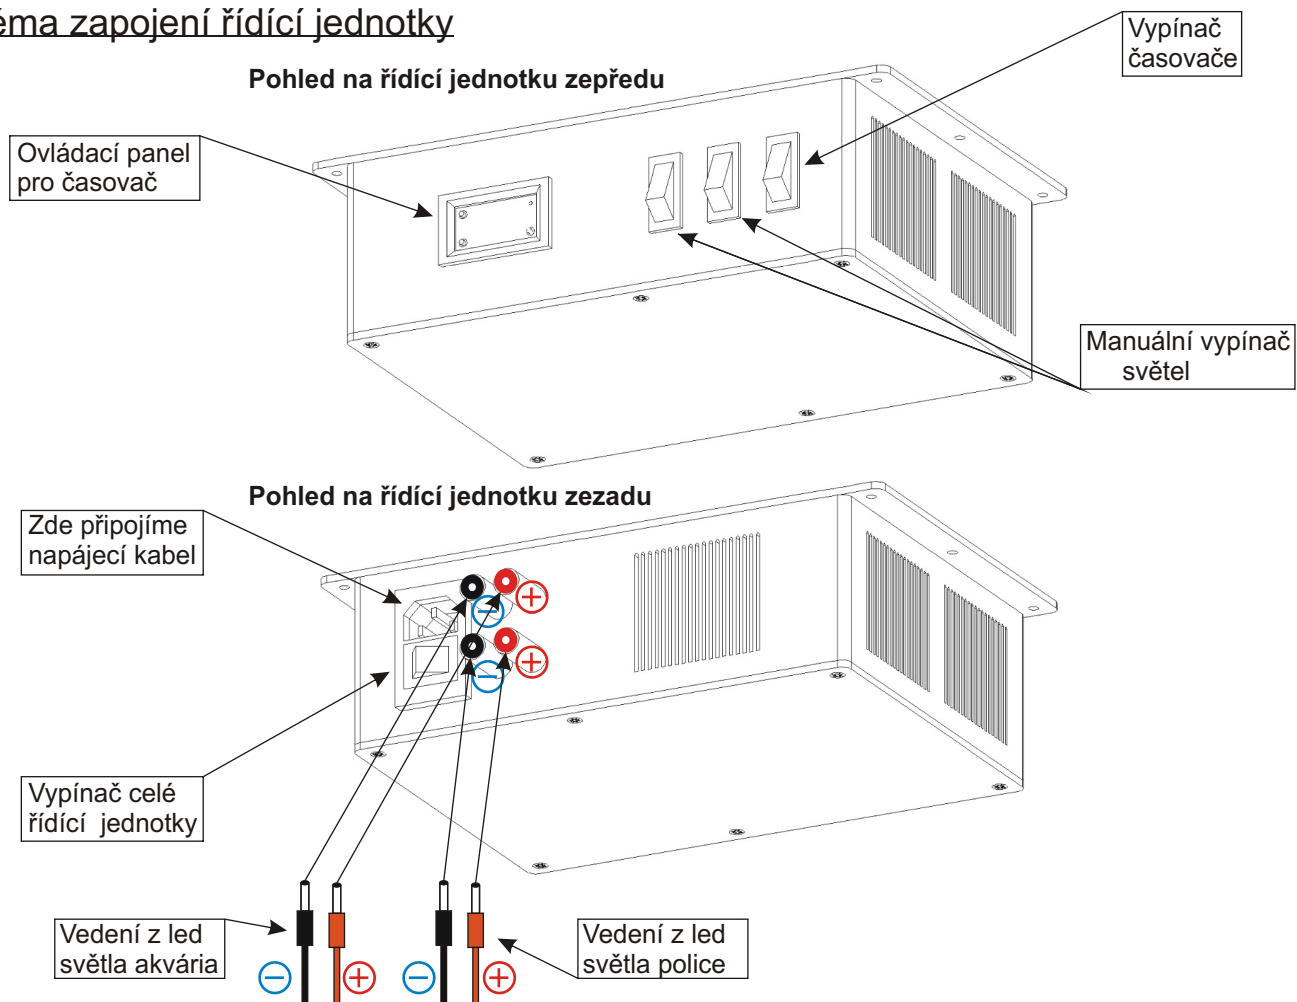 éma zapojení řídící jednotky
Pohled na řídící jednotku zepředu
Vypínač
časovače
Ovládací panel
pro časovač
Manuální vypínač
světel
Pohled na řídící jednotku zezadu
Zde připojíme
napájecí kabel
Vypínač celé
řídící jednotky
Vedení z led
světla akvária
Vedení z led
světla police